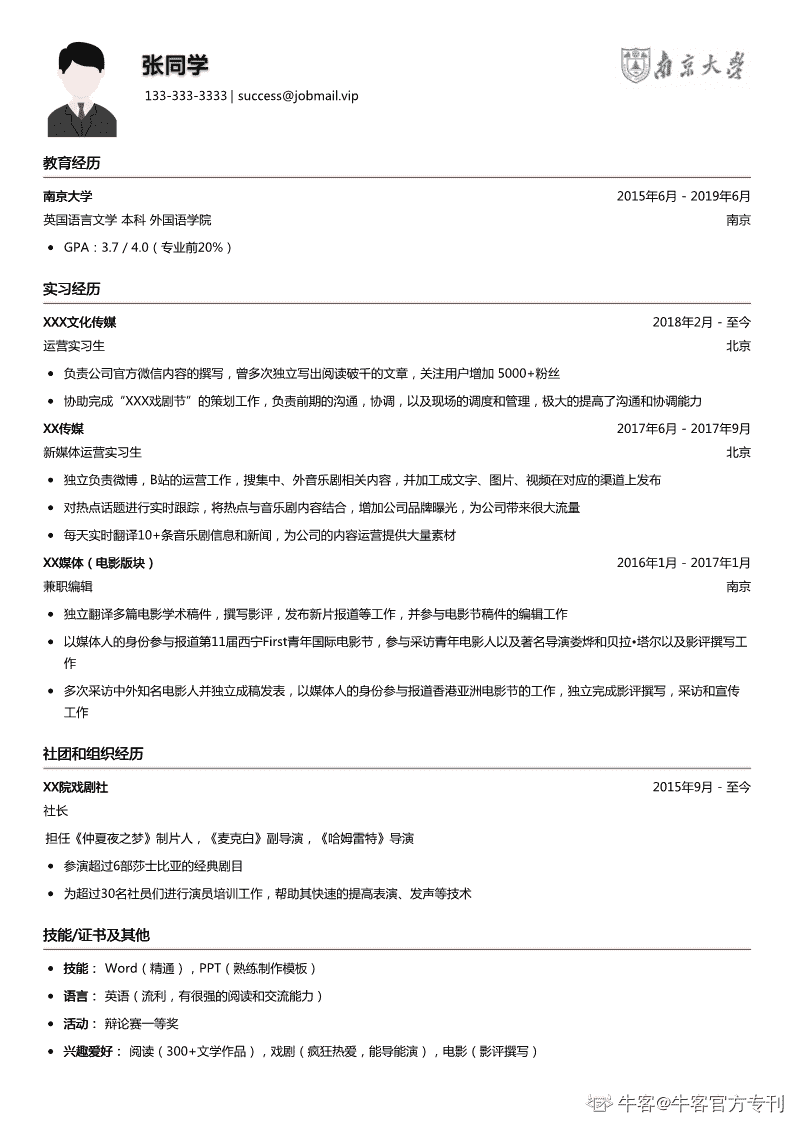 张同学
南京大学
133-333-3333 | success@jobmail.vip
教育经历
南京大学 2015年6月 - 2019年6月
英国语言文学 本科 外国语学院 南京
• GPA：3.7 / 4.0（专业前20%）
实习经历
XXX文化传媒 2018年2月 - 至今
运营实习生 北京
• 负责公司官方微信内容的撰写，曾多次独立写出阅读破千的文章，关注用户增加 5000+粉丝
• 协助完成“XXX戏剧节”的策划工作，负责前期的沟通，协调，以及现场的调度和管理，极大的提高了沟通和协调能力
XX传媒 2017年6月 - 2017年9月
新媒体运营实习生 北京
• 独立负责微博，B站的运营工作，搜集中、外音乐剧相关内容，并加工成文字、图片、视频在对应的渠道上发布
• 对热点话题进行实时跟踪，将热点与音乐剧内容结合，增加公司品牌曝光，为公司带来很大流量
• 每天实时翻译10+条音乐剧信息和新闻，为公司的内容运营提供大量素材
XX媒体（电影版块） 2016年1月 - 2017年1月
兼职编辑 南京
• 独立翻译多篇电影学术稿件，撰写影评，发布新片报道等工作，并参与电影节稿件的编辑工作
• 以媒体人的身份参与报道第11届西宁First青年国际电影节，参与采访青年电影人以及著名导演娄烨和贝拉•塔尔以及影评撰写工
作
• 多次采访中外知名电影人并独立成稿发表，以媒体人的身份参与报道香港亚洲电影节的工作，独立完成影评撰写，采访和宣传
工作
社团和组织经历
XX院戏剧社 2015年9月 - 至今
社长
担任《仲夏夜之梦》制片人，《麦克白》副导演，《哈姆雷特》导演
• 参演超过6部莎士比亚的经典剧目
• 为超过30名社员们进行演员培训工作，帮助其快速的提高表演、发声等技术
技能/证书及其他
• 技能： Word（精通），PPT（熟练制作模板）
• 语言： 英语（流利，有很强的阅读和交流能力）
• 活动： 辩论赛一等奖
• 兴趣爱好： 阅读（300+文学作品），戏剧（疯狂热爱，能导能演），电影（影评撰写）
牛客@牛客官方专刊